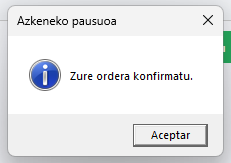 Azkeneko pausuoa
Zure ordera konfirmatu.
Aceptar